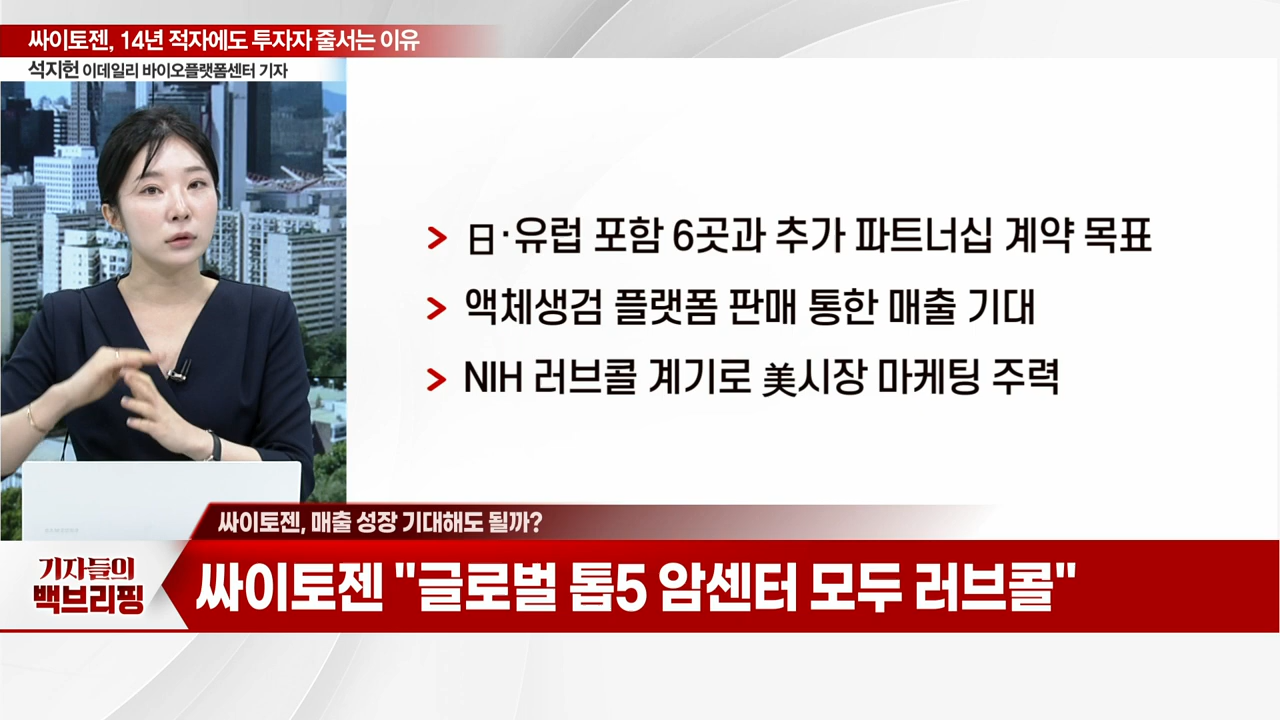 싸이토젠, 14년 적자에도 투자자 줄서는 이유
석지헌 이데일리 바이오플랫폼센터 기자
> 日·유럽 포함 6곳과 추가 파트너십 계약 목표
> 액체생검 플랫폼 판매 통한 매출 기대
> NIH 러브콜 계기로 美시장 마케팅 주력
싸이토젠, 매출 성장 기대해도 될까?
기자들의
백브리핑
싸이토젠 "글로벌 톱5 암센터 모두 러브콜"